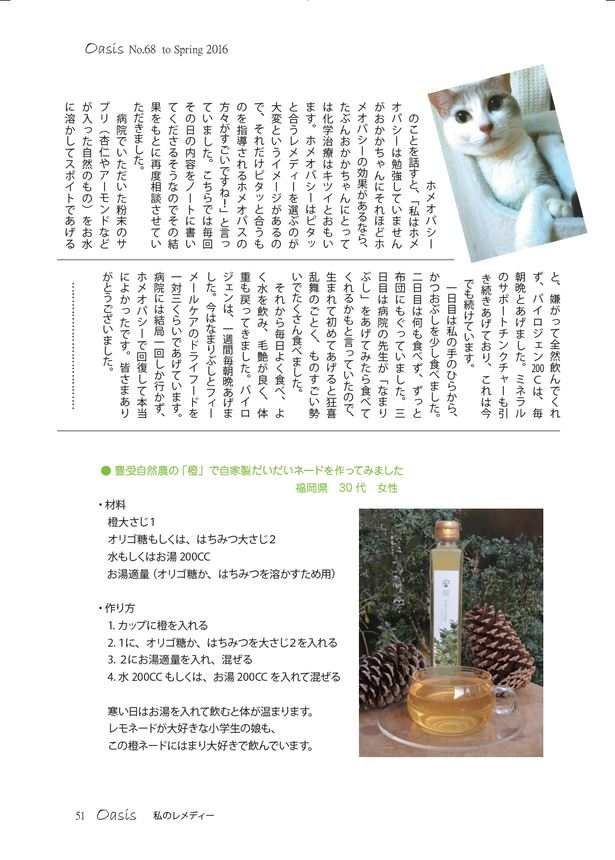 Oasis No.68 to Spring 2016
ホメオパシー
のことを話すと、「私はホメ
オパシーは勉強していません
がおかかちゃんにそれほどホ
メオパシーの効果があるなら、
たぶんおかかちゃんにとって
は化学治療はキツイとおもい
ます。ホメオパシーはピタッ
と合うレメディーを選ぶのが
大変というイメージがあるの
で、それだけピタッと合うも
のを指導されるホメオパスの
方々がすごいですね！」と言っ
ていました。こちらでは毎回
その日の内容をノートに書い
てくださるそうなのでその結
果をもとに再度相談させてい
ただきました。
病院でいただいた粉末のサ
プリ（杏仁やアーモンドなど
が入った自然のもの）をお水
に溶かしてスポイトであげる
と、嫌がって全然飲んでくれ
ず、パイロジェン200Cは、毎
朝晩とあげました。ミネラル
のサポートチンクチャーも引
き続きあげており、これは今
でも続けています。
一日目は私の手のひらから、
かつおぶしを少し食べました。
二日目は何も食べず、ずっと
布団にもぐっていました。三
日目は病院の先生が「なまり
ぶし」をあげてみたら食べて
くれるかもと言っていたので、
生まれて初めてあげると狂喜
乱舞のごとく、ものすごい勢
いでたくさん食べました。
それから毎日よく食べ、よ
く水を飲み、毛艶が良く、体
重も戻ってきました。パイロ
ジェンは、一週間毎朝晩あげま
した。今はなまりぶしとフィー
メールケアのドライフードを
一対三くらいであげています。
病院には結局一回しか行かず、
ホメオパシーで回復して本当
によかったです。皆さまあり
がとうございました。
● 豊受自然農の「橙」で自家製だいだいネードを作ってみました
福岡県　30代　女性
・材料
橙大さじ1
オリゴ糖もしくは、はちみつ大さじ2
水もしくはお湯 200CC
お湯適量（オリゴ糖か、はちみつを溶かすため用）
・作り方
1. カップに橙を入れる
2. 1に、オリゴ糖か、はちみつを大さじ2を入れる
3. 2にお湯適量を入れ、混ぜる
4. 水 200CC もしくは、お湯 200CC を入れて混ぜる
寒い日はお湯を入れて飲むと体が温まります。
レモネードが大好きな小学生の娘も、
この橙ネードにはまり大好きで飲んでいます。
橙
51 Oasis 私のレメディー